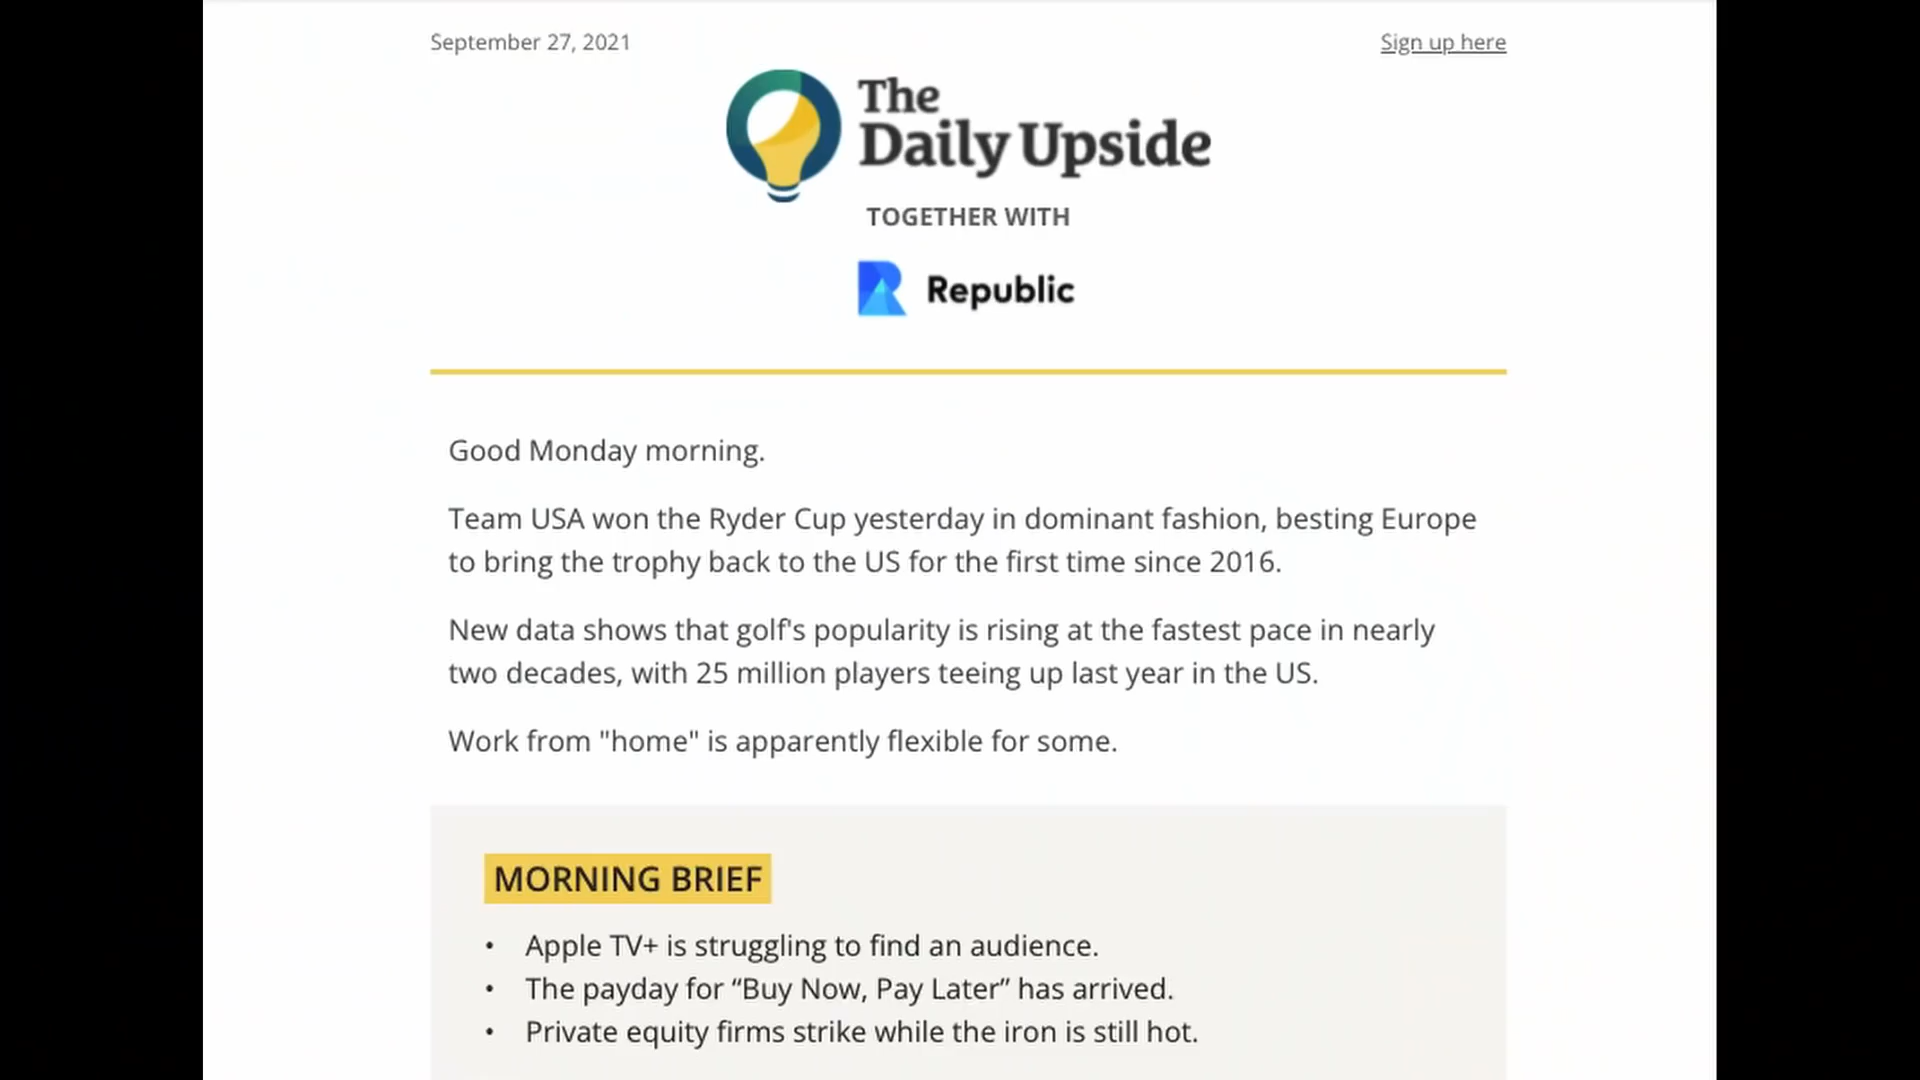 September 27, 2021
Sign up here
The
Daily Upside
TOGETHER WITH
Republic
Good Monday morning.
Team USA won the Ryder Cup yesterday in dominant fashion, besting Europe
to bring the trophy back to the US for the first time since 2016.
New data shows that golf's popularity is rising at the fastest pace in nearly
two decades, with 25 million players teeing up last year in the US.
Work from "home" is apparently flexible for some.
MORNING BRIEF
• Apple TV+ is struggling to find an audience.
• The payday for “Buy Now, Pay Later” has arrived.
• Private equity firms strike while the iron is still hot.